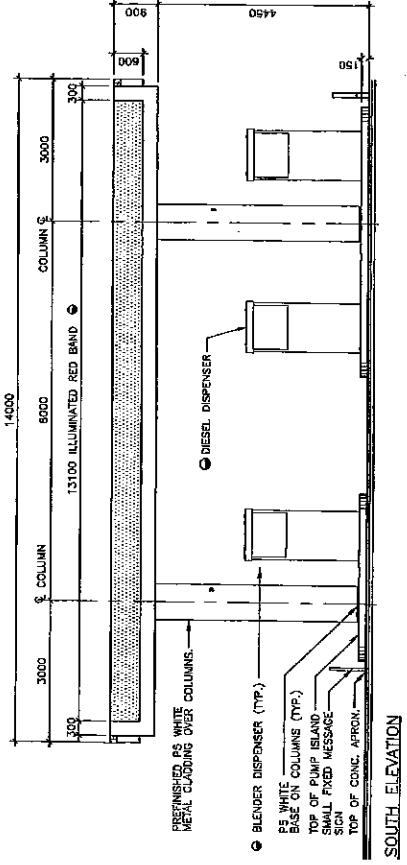 14000
3000
℄ COLUMN
8000
COLUMN ℄
3000
300
13100 ILLUMINATED RED BAND
300
600
900
4450
150
PREFINISHED P5 WHITE
METAL CLADDING OVER COLUMNS.
BLENDER DISPENSER (TYP.)
DIESEL DISPENSER
P5 WHITE
BASE ON COLUMNS (TYP.)
TOP OF PUMP ISLAND
SMALL FIXED MESSAGE
SIGN
TOP OF CONC. APRON.
SOUTH ELEVATION